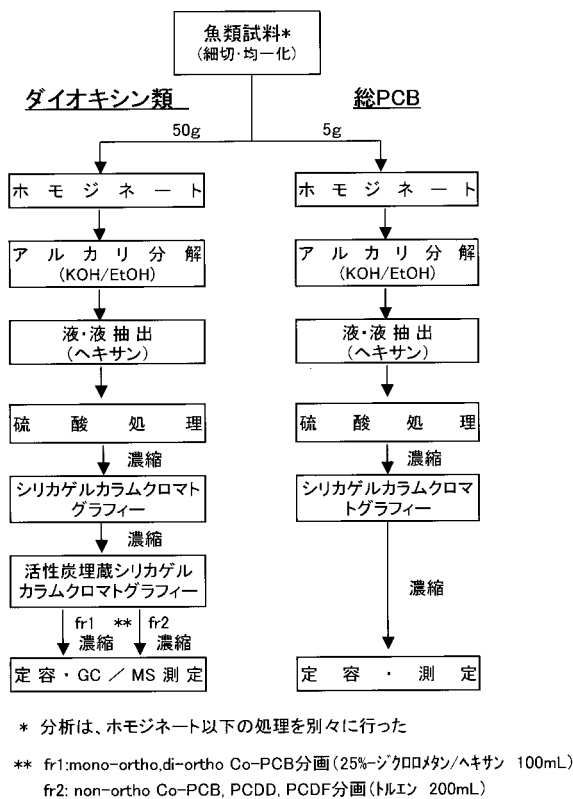 魚類試料*
(細切・均一化)
ダイオキシン類
総PCB
50g
5g
ホモジネート
ホモジネート
アルカリ分解
(KOH/EtOH)
アルカリ分解
(KOH/EtOH)
液・液抽出
(ヘキサン)
液・液抽出
(ヘキサン)
硫酸処理
硫酸処理
濃縮
濃縮
シリカゲルカラムクロマト
グラフィー
シリカゲルカラムクロマ
トグラフィー
濃縮
活性炭埋蔵シリカゲル
カラムクロマトグラフィー
濃縮
fr1 ** fr2
濃縮 濃縮
定容・GC/MS測定
定容・測定
* 分析は、ホモジネート以下の処理を別々に行った
** fr1:mono-ortho,di-ortho Co-PCB分画(25%-ジクロロメタン/ヘキサン 100mL)
fr2: non-ortho Co-PCB, PCDD, PCDF分画(トルエン 200mL)